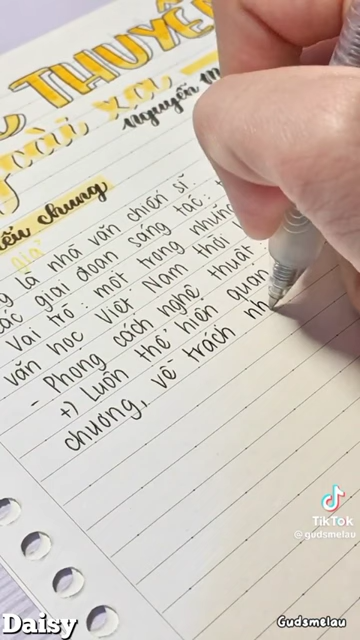 THUYỀ
ngoài xa
Nguyễn M
iểu chung
giả
g là nhà văn chiến sĩ.
ác giai đoạn sáng tác:
Vai trò: một trong những
văn học Việt Nam thời
- Phong cách nghệ thuật
+) Luôn thể hiện quan
chương, về trách nh
TikTok
@gudsmelau
Gudsmelau
Daisy